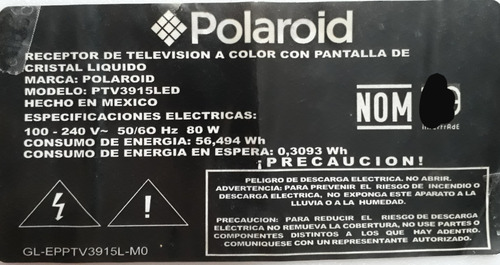 Polaroid
RECEPTOR DE TELEVISION A COLOR CON PANTALLA DE
CRISTAL LIQUIDO
MARCA: POLAROID
MODELO: PTV3915LED
HECHO EN MEXICO
ESPECIFICACIONES ELECTRICAS:
100 - 240 V~ 50/60 Hz 80 W
CONSUMO DE ENERGIA: 56,494 Wh
CONSUMO DE ENERGIA EN ESPERA: 0,3093 Wh
NOM
¡PRECAUCION!
PELIGRO DE DESCARGA ELECTRICA. NO ABRIR.
ADVERTENCIA: PARA PREVENIR EL RIESGO DE INCENDIO O
DESCARGA ELECTRICA, NO EXPONGA ESTE APARATO A LA
LLUVIA O A LA HUMEDAD.
PRECAUCION: PARA REDUCIR EL RIESGO DE DESCARGA
ELÉCTRICA NO REMUEVA LA COBERTURA, NO USE PARTES O
COMPONENTES DISTINTOS A LOS QUE HAY ADENTRO.
COMUNIQUESE CON UN REPRESENTANTE AUTORIZADO.
GL-EPPTV3915L-M0